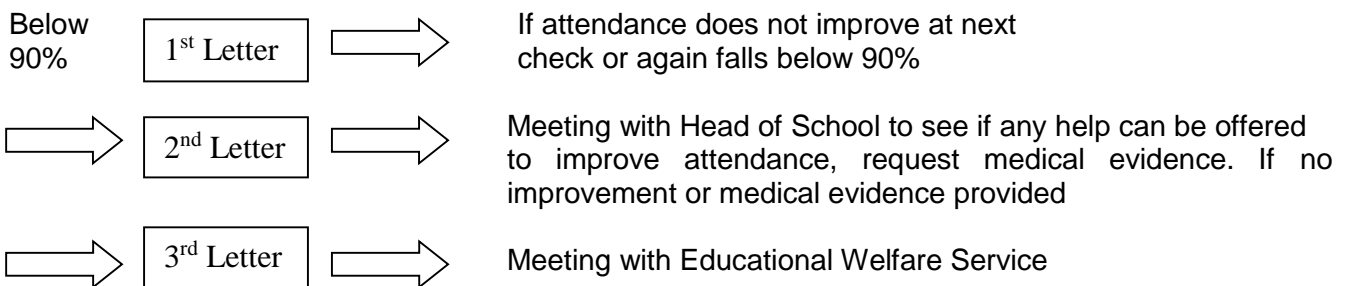 Below
90%
1st Letter
If attendance does not improve at next
check or again falls below 90%
2nd Letter
Meeting with Head of School to see if any help can be offered
to improve attendance, request medical evidence. If no
improvement or medical evidence provided
3rd Letter
Meeting with Educational Welfare Service